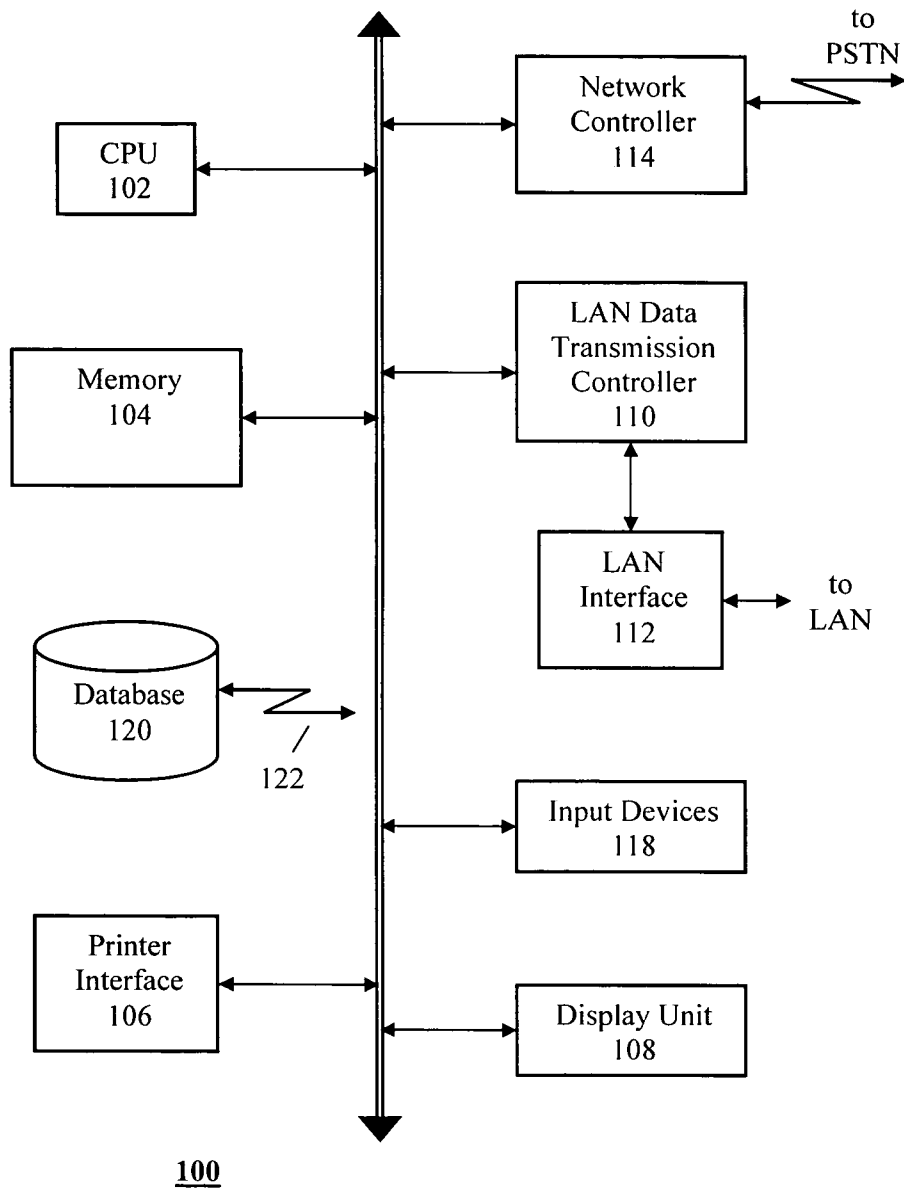 to
PSTN
Network
Controller
114
CPU
102
LAN Data
Transmission
Controller
110
Memory
104
LAN
Interface
112
to
LAN
Database
120
122
Input Devices
118
Printer
Interface
106
Display Unit
108
100